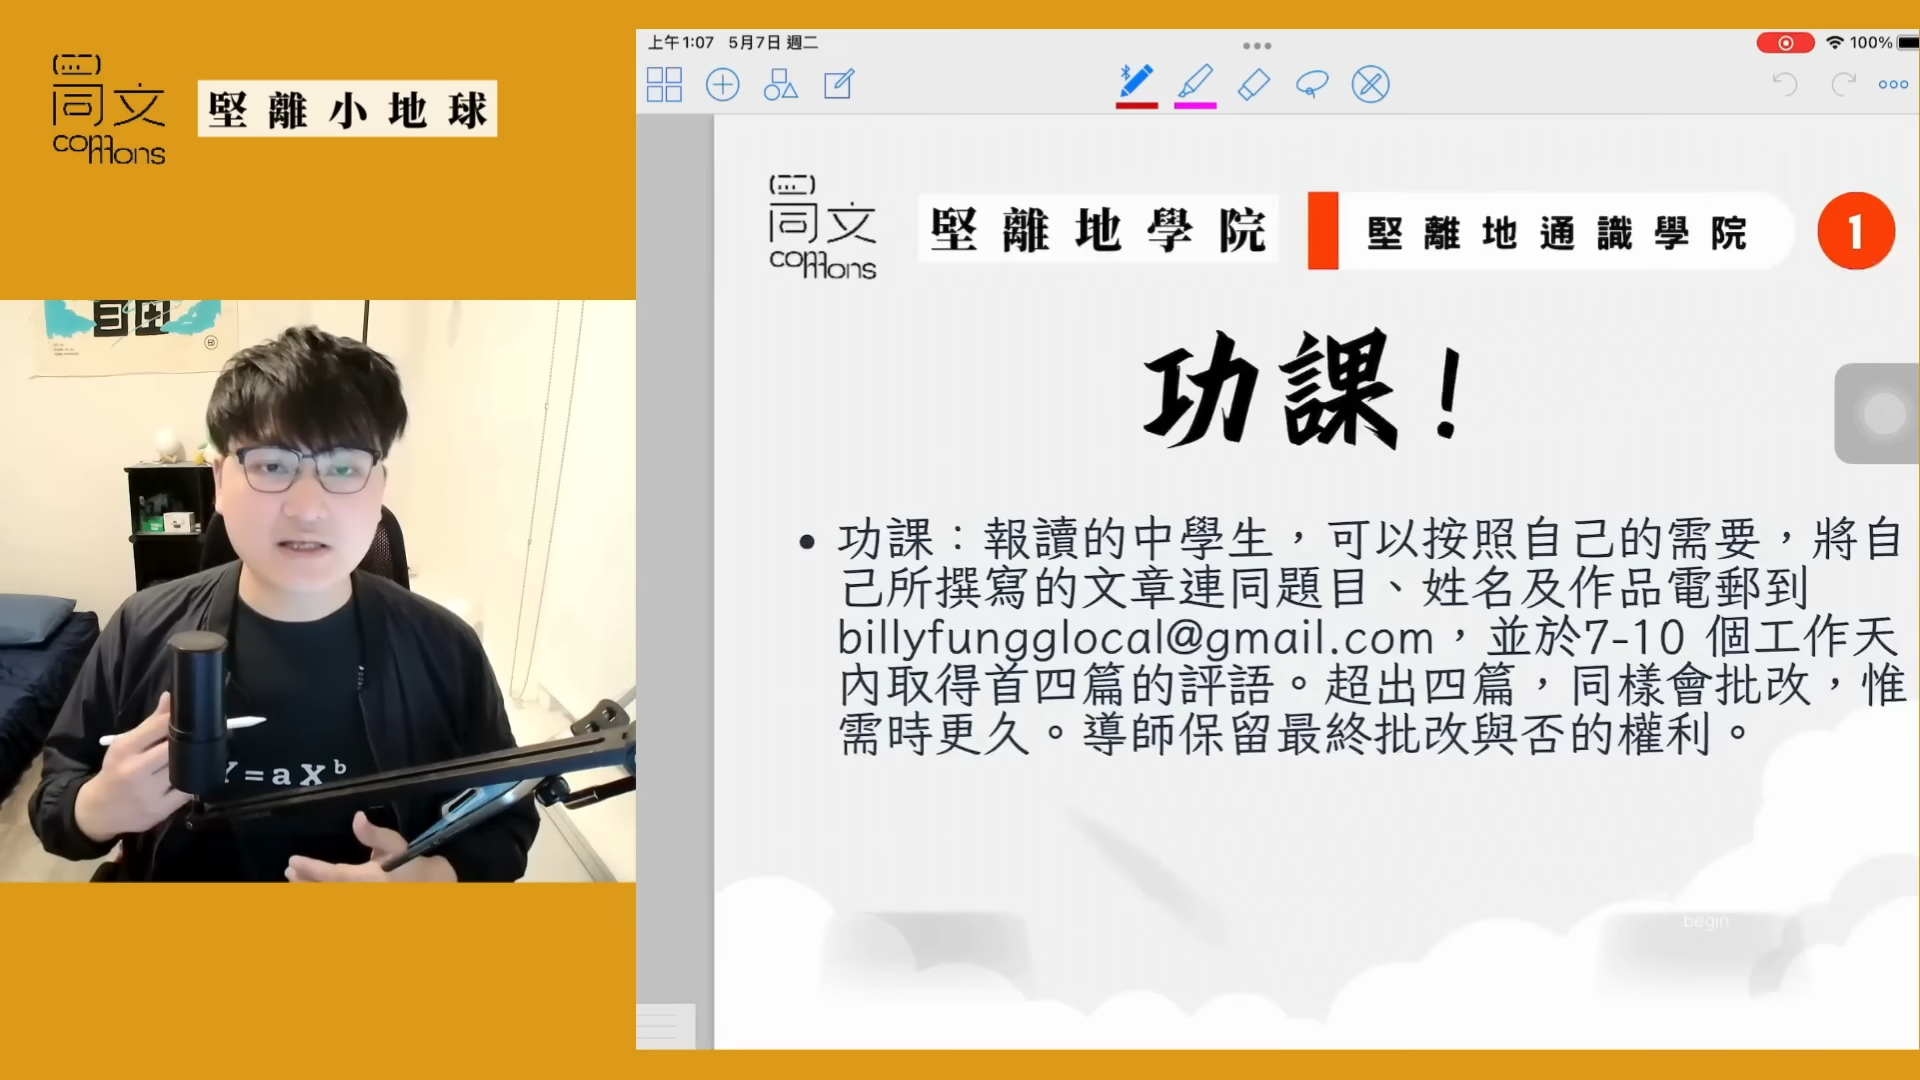 (三)
同文
commons
堅離小地球
自由
Y=aXᵇ
上午1:07 5月7日 週二
100%
(三)
同文
commons
堅離地學院
堅離地通識學院
1
功課!
• 功課：報讀的中學生，可以按照自己的需要，將自
己所撰寫的文章連同題目、姓名及作品電郵到
billyfungglocal@gmail.com，並於7-10 個工作天
內取得首四篇的評語。超出四篇，同樣會批改，惟
需時更久。導師保留最終批改與否的權利。
begin